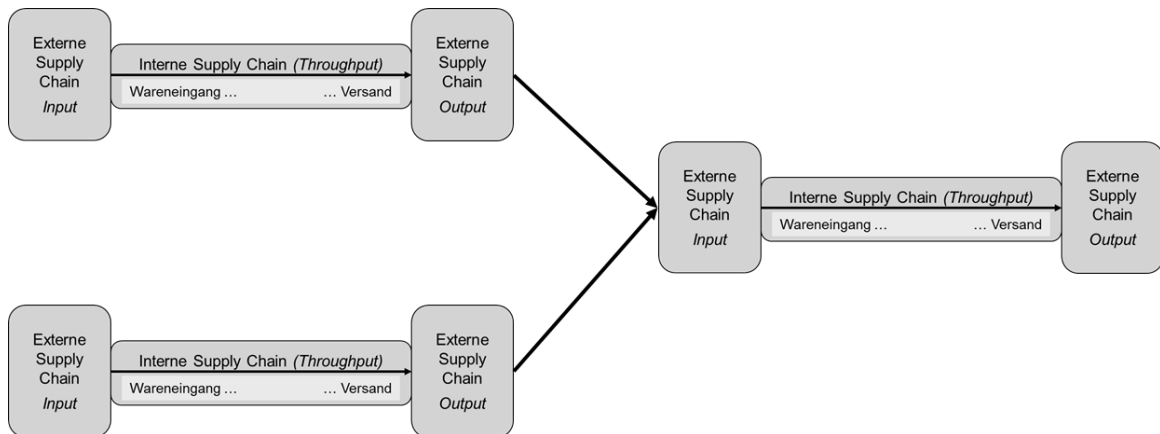 Externe
Supply
Chain
Input
Interne Supply Chain (Throughput)
Wareneingang … … Versand
Externe
Supply
Chain
Output
Externe
Supply
Chain
Input
Interne Supply Chain (Throughput)
Wareneingang … … Versand
Externe
Supply
Chain
Output
Externe
Supply
Chain
Input
Interne Supply Chain (Throughput)
Wareneingang … … Versand
Externe
Supply
Chain
Output